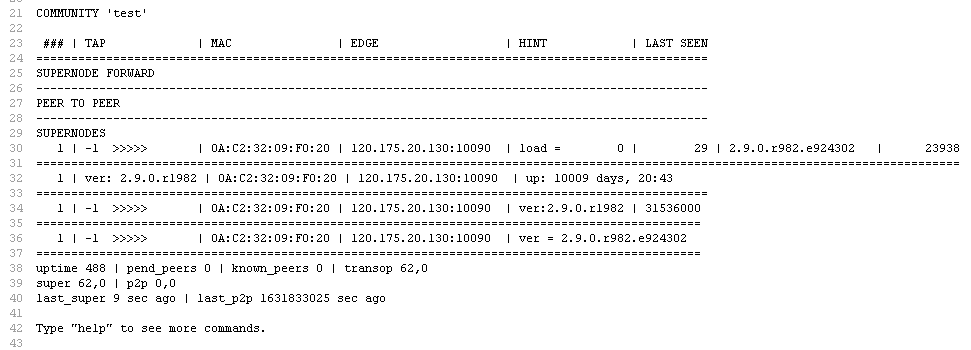 21 COMMUNITY 'test'
22
23 ### | TAP | MAC | EDGE | HINT | LAST SEEN
24 ================================================================================================
25 SUPERNODE FORWARD
26 ------------------------------------------------------------------------------------------------
27 PEER TO PEER
28 ------------------------------------------------------------------------------------------------
29 SUPERNODES
30 1 | -1 >>>>> | 0A:C2:32:09:F0:20 | 120.175.20.130:10090 | load = 0 | 29 | 2.9.0.r982.e924302 | 23938
31 ====================================================================================================================================
32 1 | ver: 2.9.0.r1982 | 0A:C2:32:09:F0:20 | 120.175.20.130:10090 | up: 10009 days, 20:43
33 ================================================================================================
34 1 | -1 >>>>> | 0A:C2:32:09:F0:20 | 120.175.20.130:10090 | ver:2.9.0.r1982 | 31536000
35 ===============================================================================================
36 1 | -1 >>>>> | 0A:C2:32:09:F0:20 | 120.175.20.130:10090 | ver = 2.9.0.r982.e924302
37 ===============================================================================================
38 uptime 488 | pend_peers 0 | known_peers 0 | transop 62,0
39 super 62,0 | p2p 0,0
40 last_super 9 sec ago | last_p2p 1631833025 sec ago
41
42 Type "help" to see more commands.
43